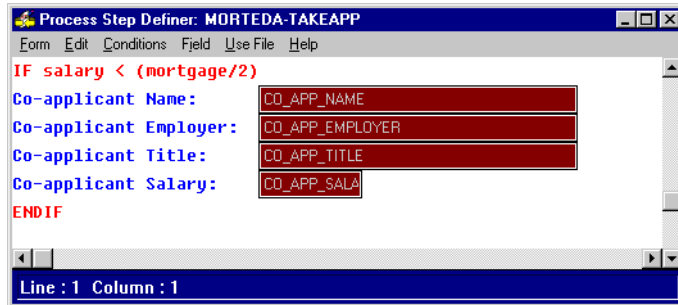 Process Step Definer: MORTEDA-TAKEAPP
Form Edit Conditions Field Use File Help
IF salary < (mortgage/2)
Co-applicant Name: CO_APP_NAME
Co-applicant Employer: CO_APP_EMPLOYER
Co-applicant Title: CO_APP_TITLE
Co-applicant Salary: CO_APP_SALA
ENDIF
Line : 1 Column : 1